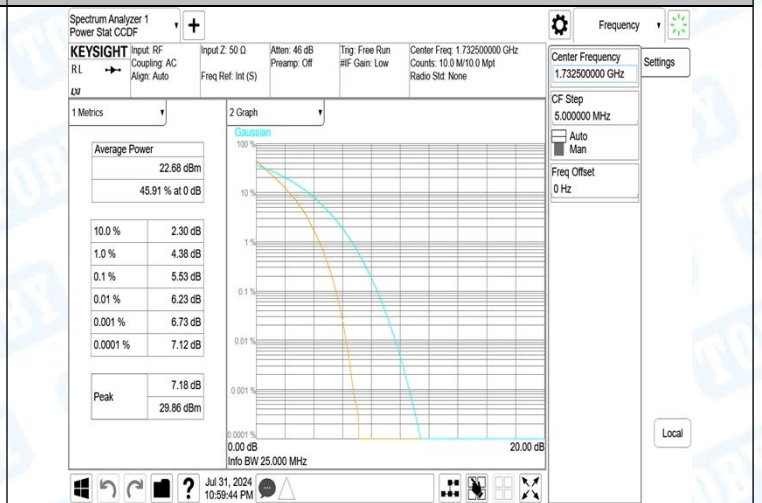 Spectrum Analyzer 1
Power Stat CCDF
Frequency
KEYSIGHT
RL
Input: RF
Coupling: AC
Align: Auto
Input Z: 50 Ω
Freq Ref: Int (S)
Atten: 46 dB
Preamp: Off
Trig: Free Run
#IF Gain: Low
Center Freq: 1.732500000 GHz
Counts: 10.0 M/10.0 Mpt
Radio Std: None
Center Frequency
1.732500000 GHz
Settings
CF Step
5.000000 MHz
Auto
Man
Freq Offset
0 Hz
1 Metrics
Average Power
22.68 dBm
45.91 % at 0 dB
10.0 % 2.30 dB
1.0 % 4.38 dB
0.1 % 5.53 dB
0.01 % 6.23 dB
0.001 % 6.73 dB
0.0001 % 7.12 dB
Peak 7.18 dB
29.86 dBm
2 Graph
Gaussian
100 %
10 %
1 %
0.1 %
0.01 %
0.001 %
0.0001 %
0.00 dB 20.00 dB
Info BW 25.000 MHz
Local
Jul 31, 2024
10:59:44 PM